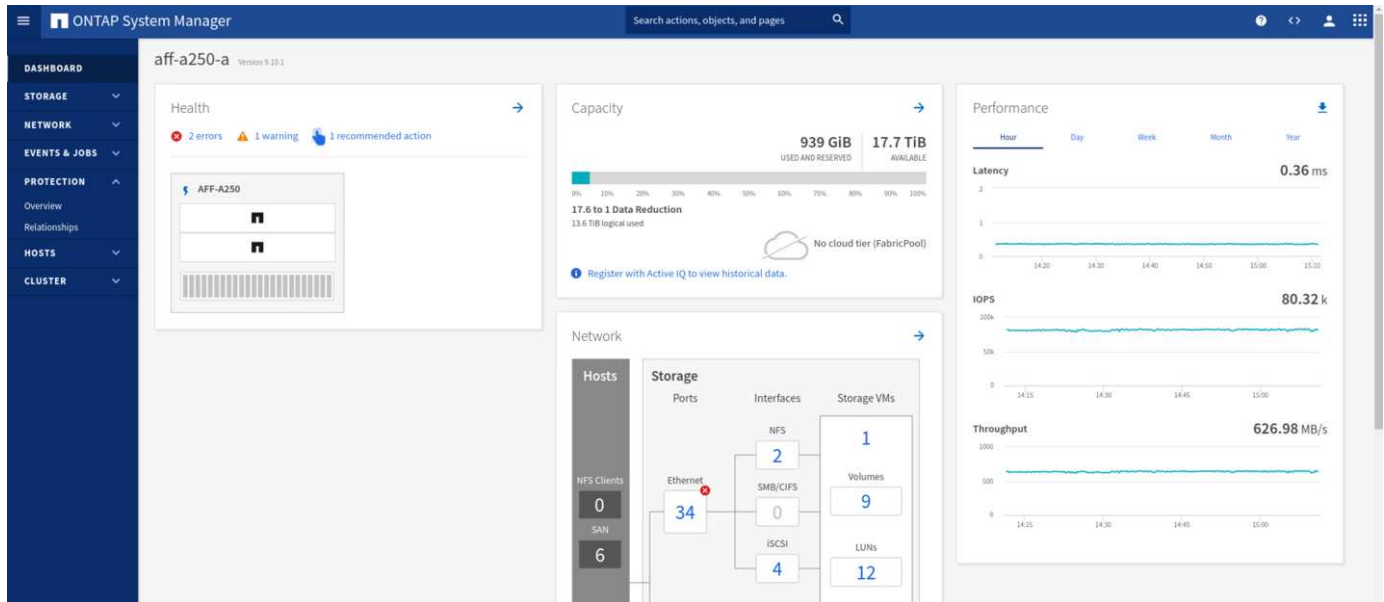 ONTAP System Manager
Search actions, objects, and pages
DASHBOARD
STORAGE
NETWORK
EVENTS & JOBS
PROTECTION
Overview
Relationships
HOSTS
CLUSTER
aff-a250-a Version 9.10.1
Health
2 errors 1 warning 1 recommended action
AFF-A250
Capacity
939 GiB 17.7 TiB
USED AND RESERVED AVAILABLE
0% 10% 20% 30% 40% 50% 60% 70% 80% 90% 100%
17.6 to 1 Data Reduction
13.6 TiB logical used
No cloud tier (FabricPool)
Register with Active IQ to view historical data.
Network
Hosts
Storage
Ports Interfaces Storage VMs
NFS
2
1
NFS Clients
0
SAN
6
Ethernet
34
SMB/CIFS
0
iSCSI
4
Volumes
9
LUNs
12
Performance
Hour Day Week Month Year
Latency 0.36 ms
2
1
0
14:20 14:30 14:40 14:50 15:00 15:10
IOPS 80.32 k
200k
50k
0
14:15 14:30 14:45 15:00
Throughput 626.98 MB/s
1000
500
0
14:15 14:30 14:45 15:00